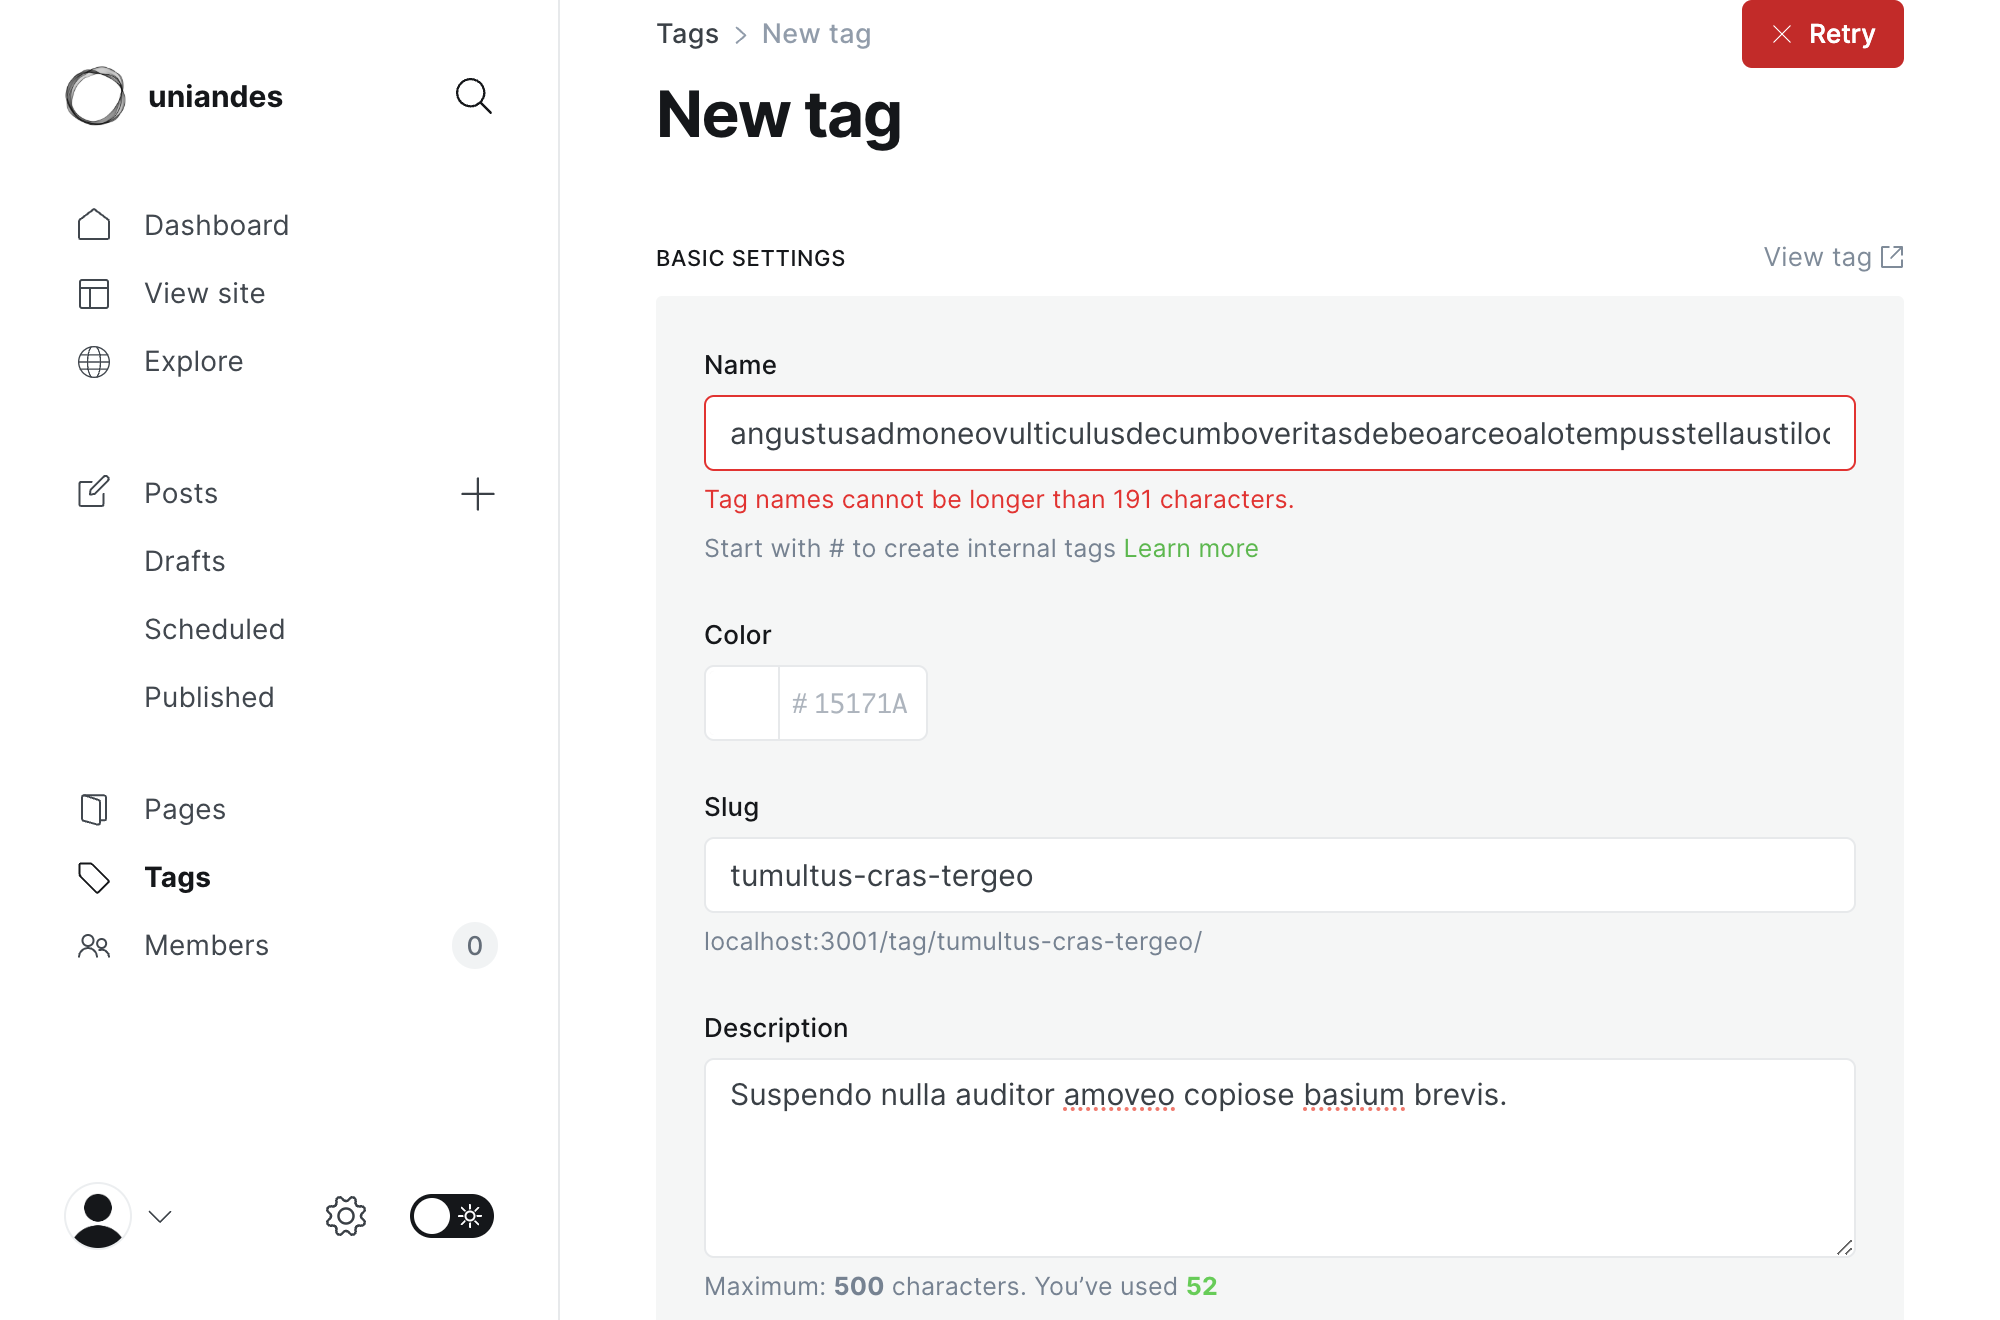 uniandes
Dashboard
View site
Explore
Posts
Drafts
Scheduled
Published
Pages
Tags
Members 0
Tags > New tag
Retry
New tag
BASIC SETTINGS
View tag
Name
angustusadmoneovulticulusdecumboveritasdebeoarceoalotempusstellaustiloc
Tag names cannot be longer than 191 characters.
Start with # to create internal tags Learn more
Color
# 15171A
Slug
tumultus-cras-tergeo
localhost:3001/tag/tumultus-cras-tergeo/
Description
Suspendo nulla auditor amoveo copiose basium brevis.
Maximum: 500 characters. You’ve used 52